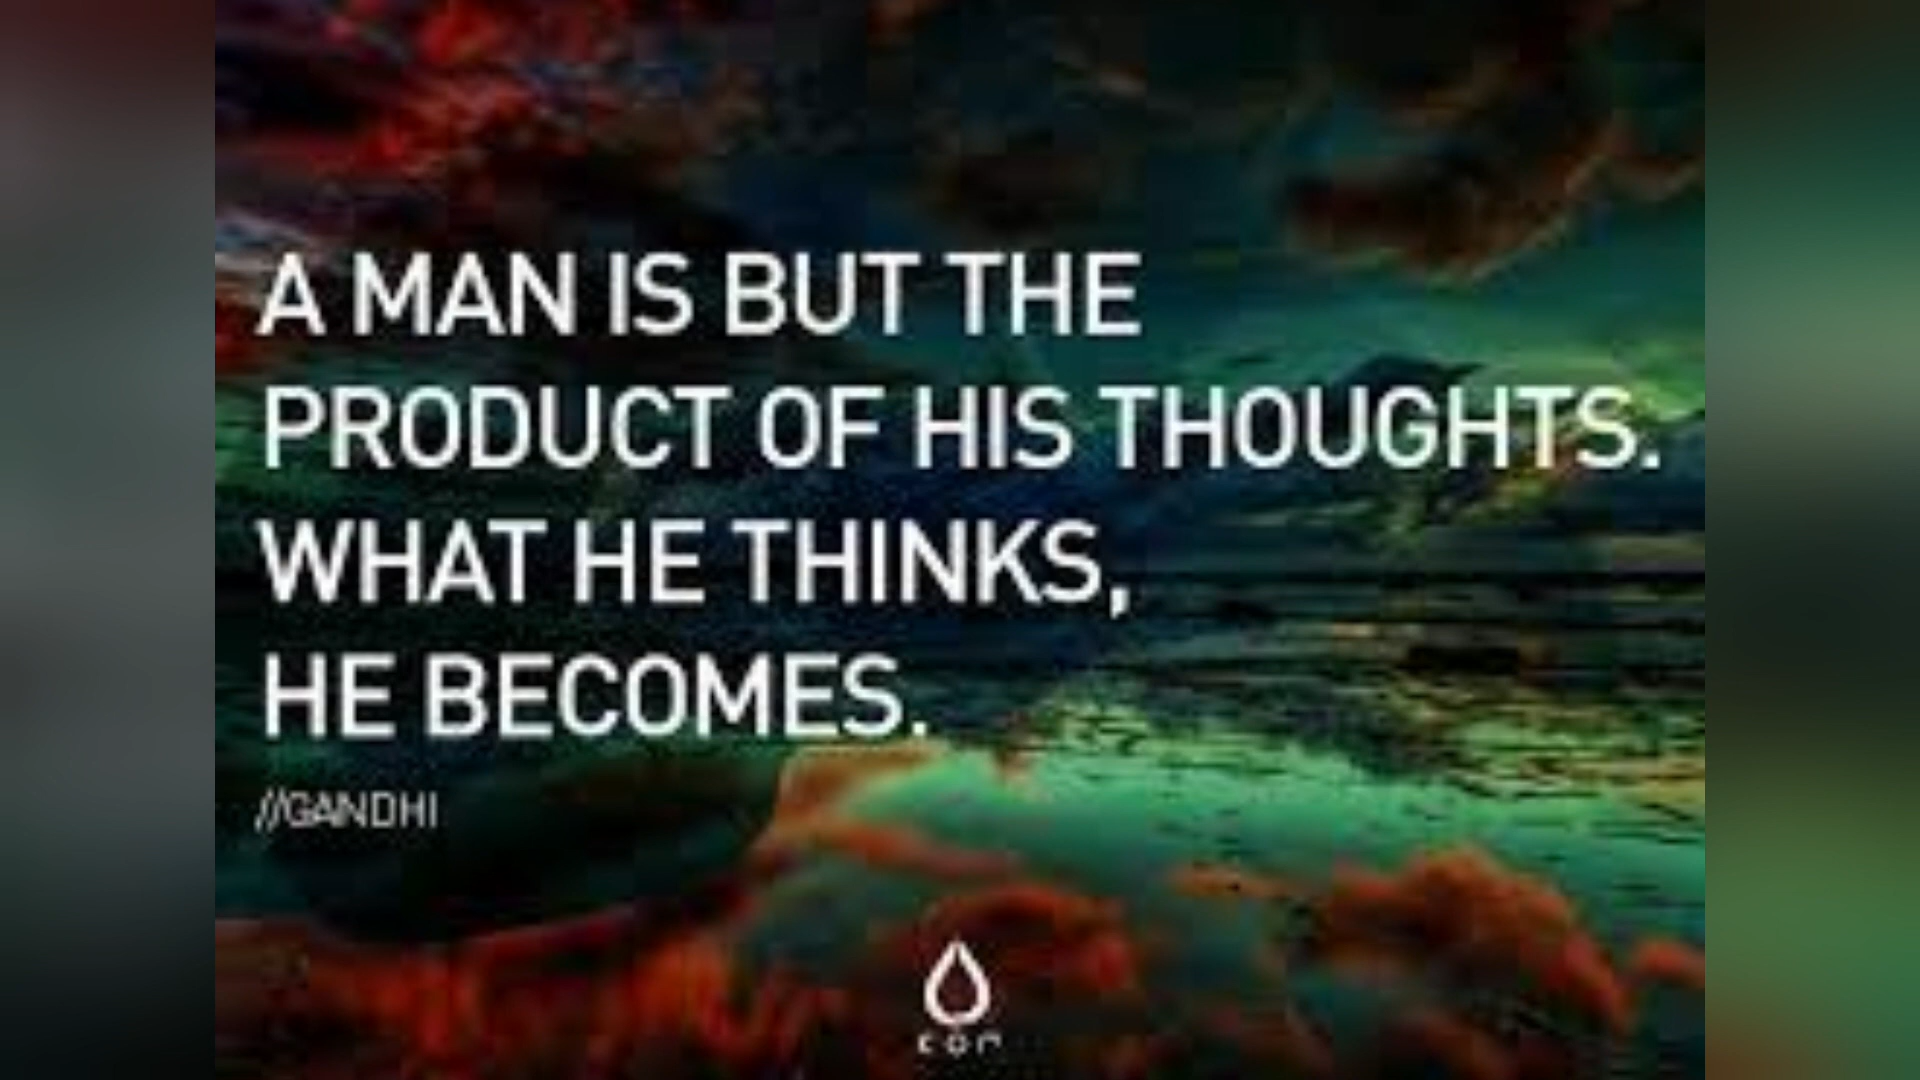 A MAN IS BUT THE
PRODUCT OF HIS THOUGHTS.
WHAT HE THINKS,
HE BECOMES.
//GANDHI